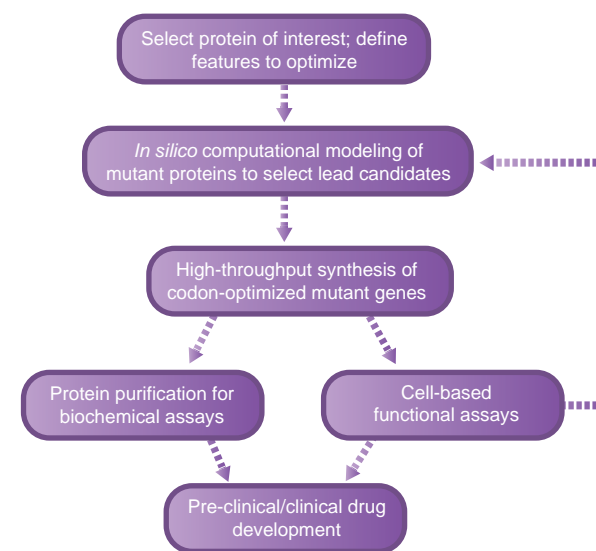 Select protein of interest; define
features to optimize
In silico computational modeling of
mutant proteins to select lead candidates
High-throughput synthesis of
codon-optimized mutant genes
Protein purification for
biochemical assays
Cell-based
functional assays
Pre-clinical/clinical drug
development